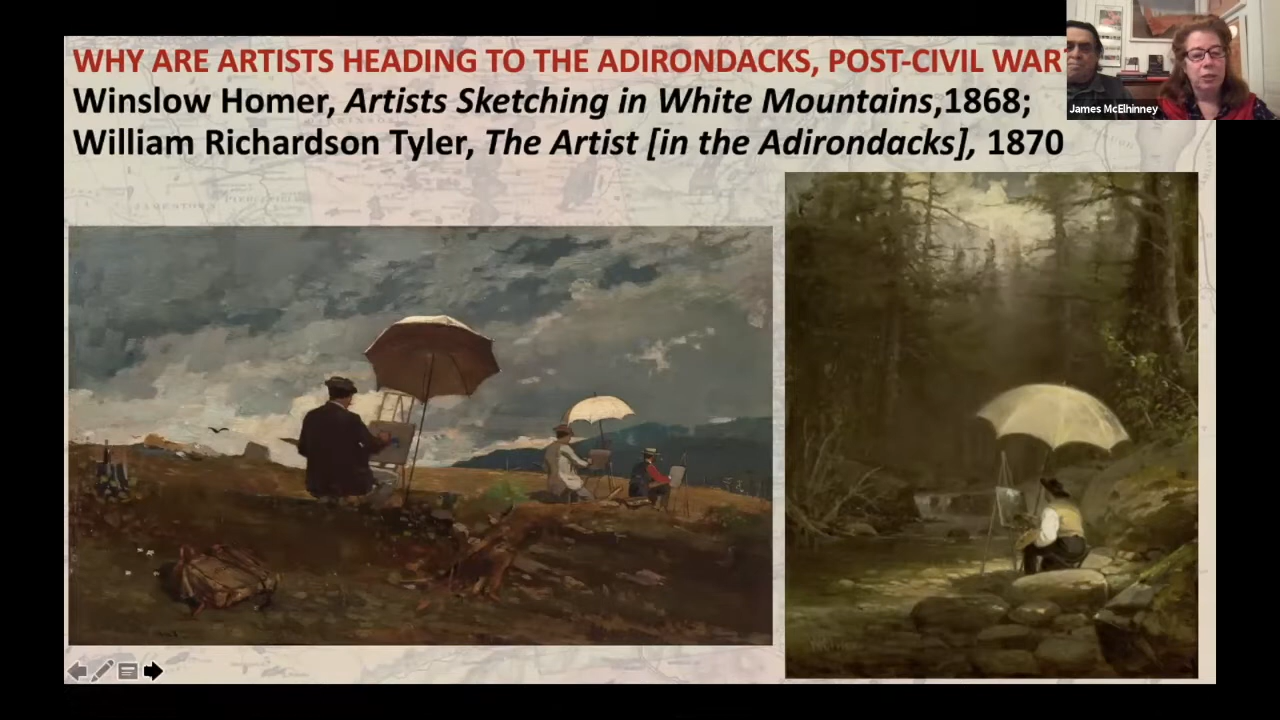 WHY ARE ARTISTS HEADING TO THE ADIRONDACKS, POST-CIVIL WAR
Winslow Homer, Artists Sketching in White Mountains,1868;
William Richardson Tyler, The Artist [in the Adirondacks], 1870
James McElhinney